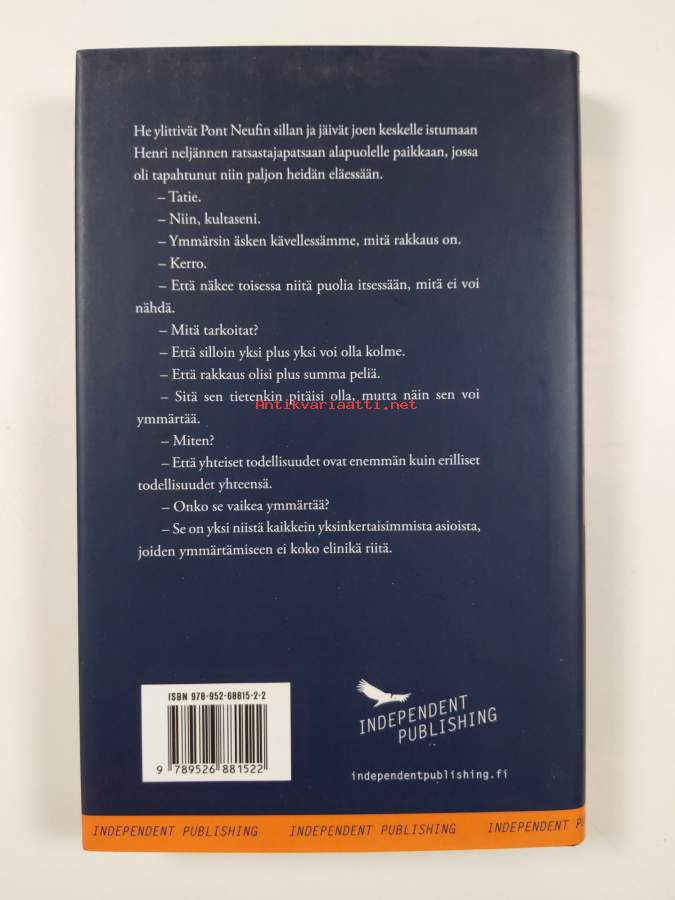 He ylittivät Pont Neufin sillan ja jäivät joen keskelle istumaan
Henri neljännen ratsastajapatsaan alapuolelle paikkaan, jossa
oli tapahtunut niin paljon heidän eläessään.
– Tatie.
– Niin, kultaseni.
– Ymmärsin äsken kävellessämme, mitä rakkaus on.
– Kerro.
– Että näkee toisessa niitä puolia itsessään, mitä ei voi
nähdä.
– Mitä tarkoitat?
– Että silloin yksi plus yksi voi olla kolme.
– Että rakkaus olisi plus summa peliä.
– Sitä sen tietenkin pitäisi olla, mutta näin sen voi
Antikvariaatti.net
ymmärtää.
– Miten?
– Että yhteiset todellisuudet ovat enemmän kuin erilliset
todellisuudet yhteensä.
– Onko se vaikea ymmärtää?
– Se on yksi niistä kaikkein yksinkertaisimmista asioista,
joiden ymmärtämiseen ei koko elinikä riitä.
ISBN 978-952-68815-2-2
9 789526 881522
INDEPENDENT
PUBLISHING
independentpublishing.fi
INDEPENDENT PUBLISHING INDEPENDENT PUBLISHING INDEPENDENT PU